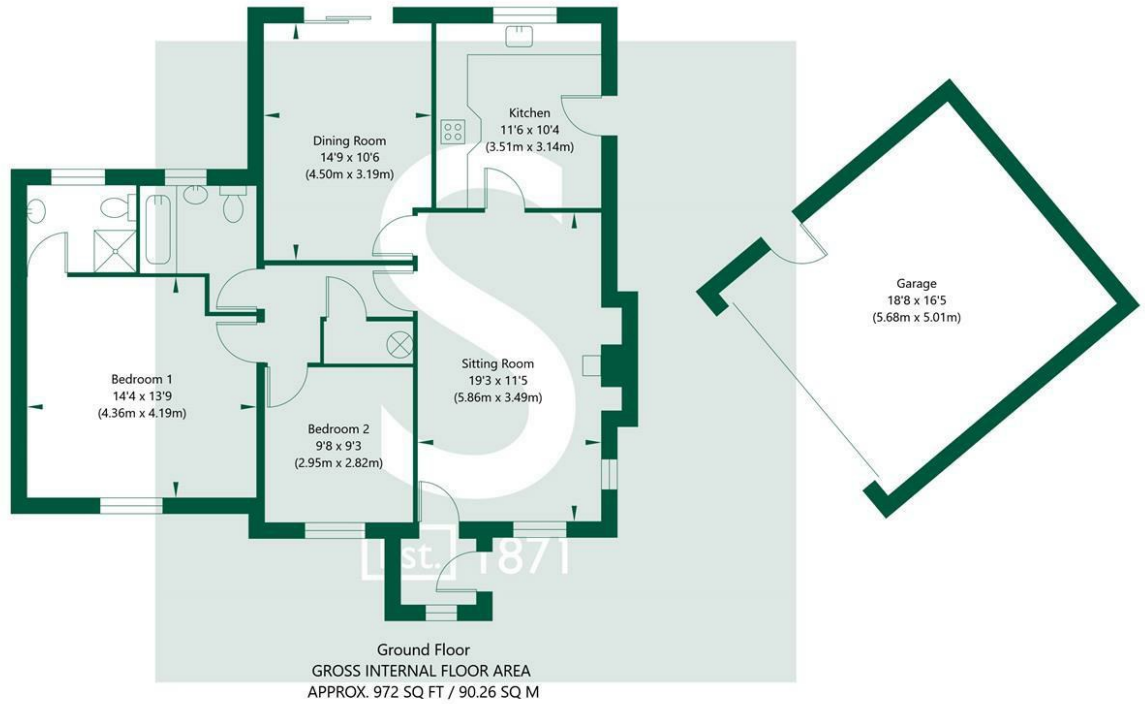 Dining Room
14'9 x 10'6
(4.50m x 3.19m)
Kitchen
11'6 x 10'4
(3.51m x 3.14m)
Garage
18'8 x 16'5
(5.68m x 5.01m)
Sitting Room
19'3 x 11'5
(5.86m x 3.49m)
Bedroom 1
14'4 x 13'9
(4.36m x 4.19m)
Bedroom 2
9'8 x 9'3
(2.95m x 2.82m)
S
Est. 1871
Ground Floor
GROSS INTERNAL FLOOR AREA
APPROX. 972 SQ FT / 90.26 SQ M